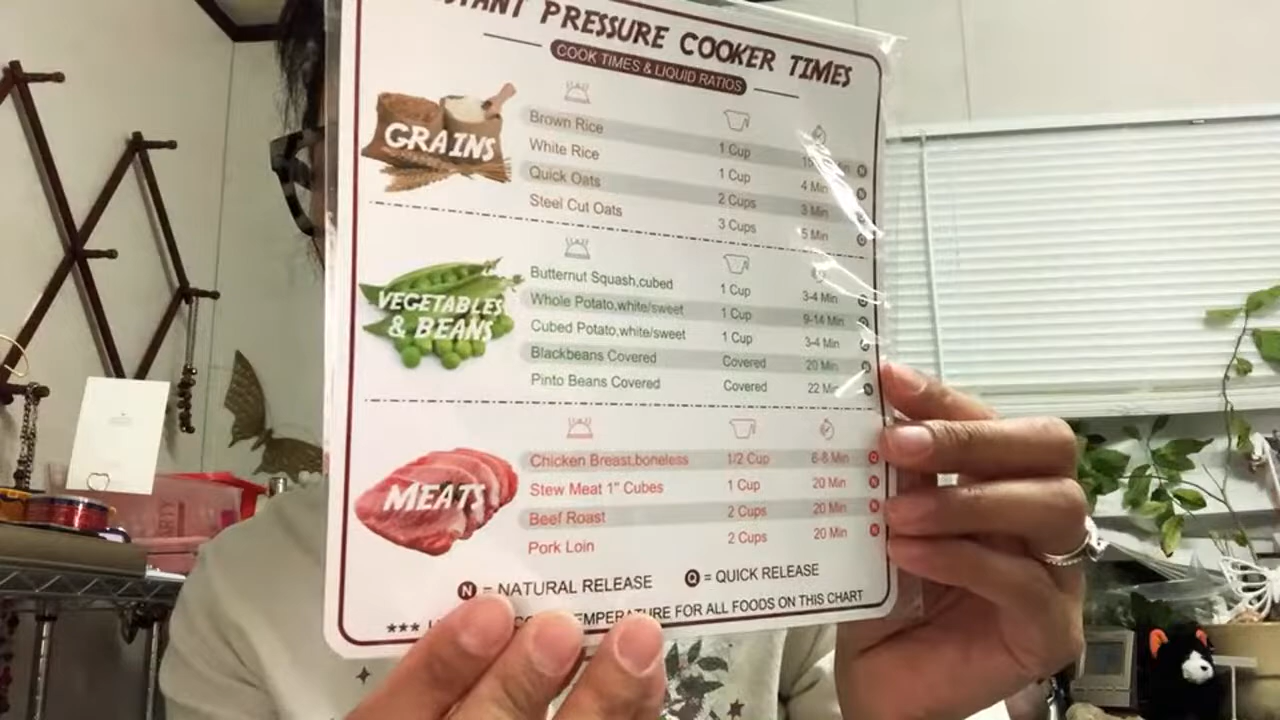 PRESSURE COOKER TIMES
COOK TIMES & LIQUID RATIOS
GRAINS
Brown Rice 1 Cup Min N
White Rice 1 Cup 4 Min N
Quick Oats 2 Cups 3 Min
Steel Cut Oats 3 Cups 5 Min Q
VEGETABLES
& BEANS
Butternut Squash,cubed 1 Cup 3-4 Min
Whole Potato,white/sweet 1 Cup 9-14 Min
Cubed Potato,white/sweet 1 Cup 3-4 Min
Blackbeans Covered Covered 20 Min
Pinto Beans Covered Covered 22 Min
MEATS
Chicken Breast,boneless 1/2 Cup 6-8 Min Q
Stew Meat 1" Cubes 1 Cup 20 Min N
Beef Roast 2 Cups 20 Min N
Pork Loin 2 Cups 20 Min N
N = NATURAL RELEASE Q = QUICK RELEASE
*** FOR ALL FOODS ON THIS CHART